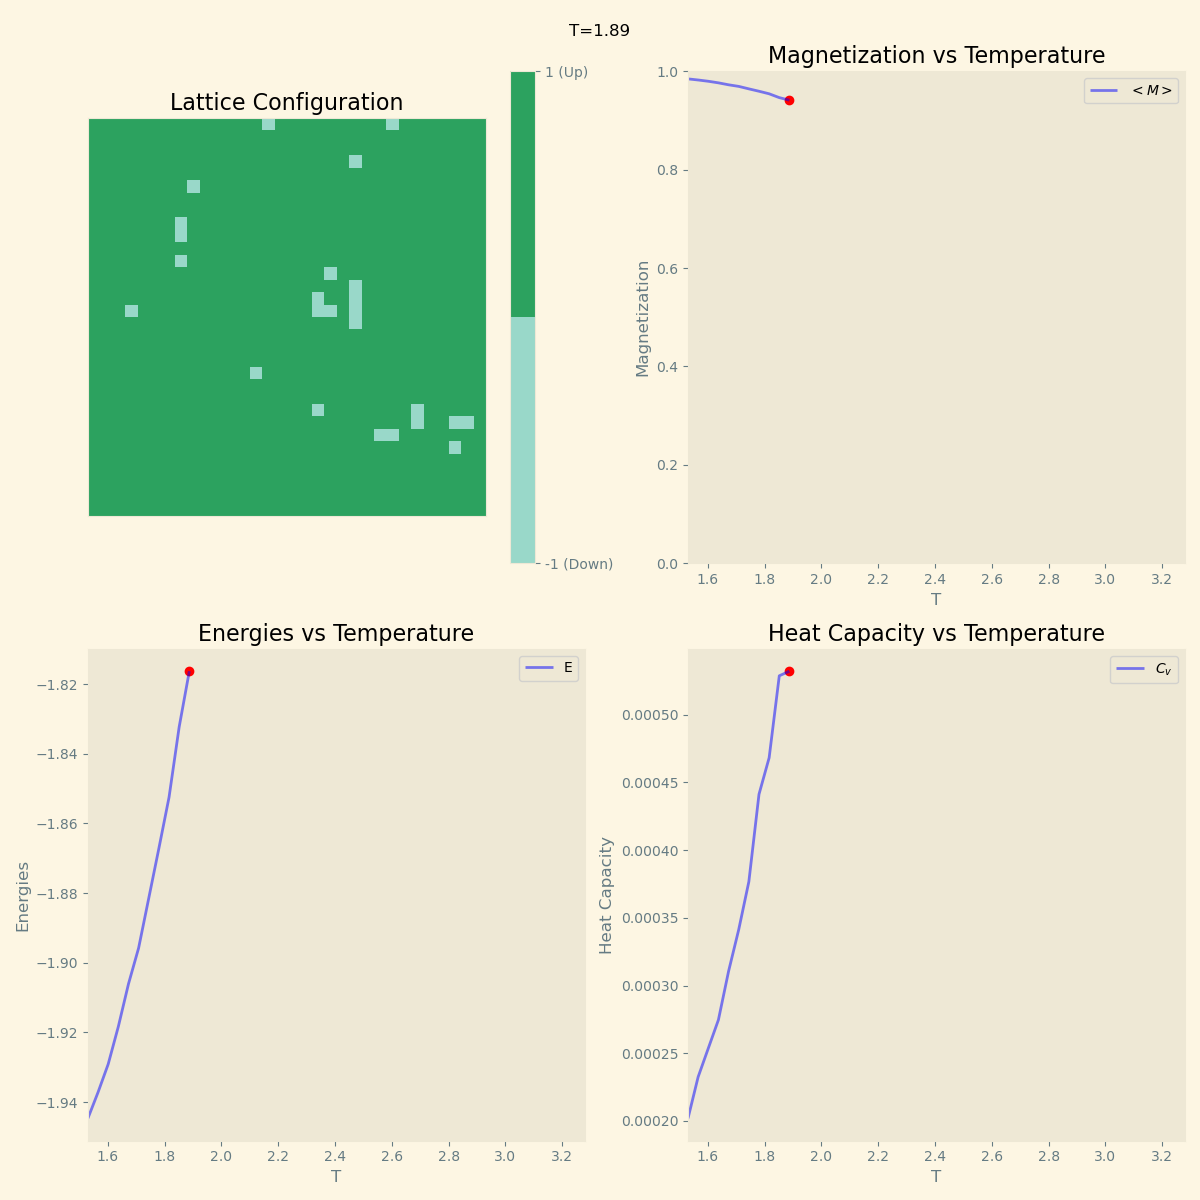 T=1.89
Lattice Configuration
1 (Up)
-1 (Down)
Magnetization vs Temperature
<M>
1.0
0.8
0.6
0.4
0.2
0.0
Magnetization
1.6 1.8 2.0 2.2 2.4 2.6 2.8 3.0 3.2
T
Energies vs Temperature
E
−1.82
−1.84
−1.86
−1.88
−1.90
−1.92
−1.94
Energies
1.6 1.8 2.0 2.2 2.4 2.6 2.8 3.0 3.2
T
Heat Capacity vs Temperature
Cv
0.00050
0.00045
0.00040
0.00035
0.00030
0.00025
0.00020
Heat Capacity
1.6 1.8 2.0 2.2 2.4 2.6 2.8 3.0 3.2
T